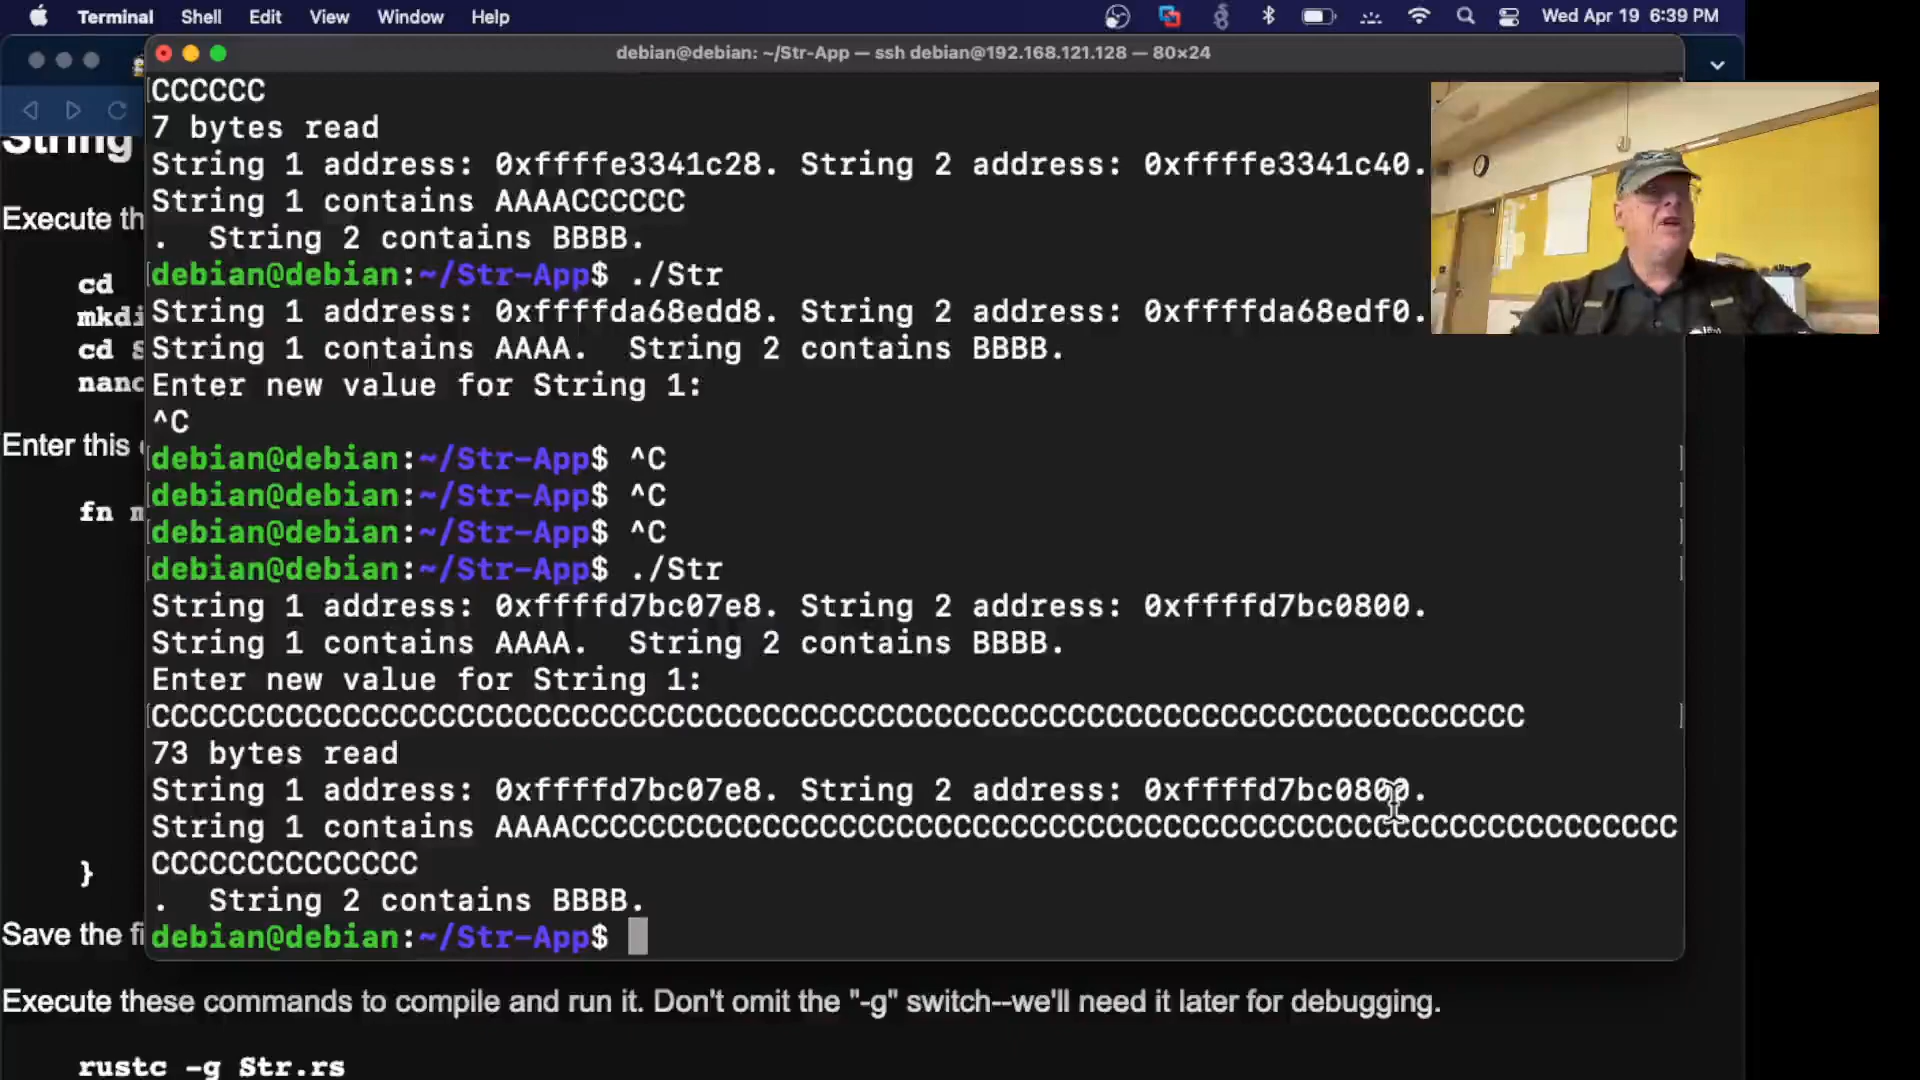 Terminal Shell Edit View Window Help Wed Apr 19 6:39 PM
debian@debian: ~/Str-App — ssh debian@192.168.121.128 — 80×24
CCCCCC
7 bytes read
String 1 address: 0xffffe3341c28. String 2 address: 0xffffe3341c40.
String 1 contains AAAACCCCCC
.  String 2 contains BBBB.
debian@debian:~/Str-App$ ./Str
String 1 address: 0xffffda68edd8. String 2 address: 0xffffda68edf0.
String 1 contains AAAA.  String 2 contains BBBB.
Enter new value for String 1:
^C
debian@debian:~/Str-App$ ^C
debian@debian:~/Str-App$ ^C
debian@debian:~/Str-App$ ^C
debian@debian:~/Str-App$ ./Str
String 1 address: 0xffffd7bc07e8. String 2 address: 0xffffd7bc0800.
String 1 contains AAAA.  String 2 contains BBBB.
Enter new value for String 1:
CCCCCCCCCCCCCCCCCCCCCCCCCCCCCCCCCCCCCCCCCCCCCCCCCCCCCCCCCCCCCCCCCCCCCCCC
73 bytes read
String 1 address: 0xffffd7bc07e8. String 2 address: 0xffffd7bc0800.
String 1 contains AAAACCCCCCCCCCCCCCCCCCCCCCCCCCCCCCCCCCCCCCCCCCCCCCCCCCCCCCCCCC
CCCCCCCCCCCCCC
.  String 2 contains BBBB.
debian@debian:~/Str-App$
String
Execute
cd
cd
Enter this
fn
}
Save the
Execute these commands to compile and run it. Don't omit the "-g" switch--we'll need it later for debugging.
rustc -g Str.rs